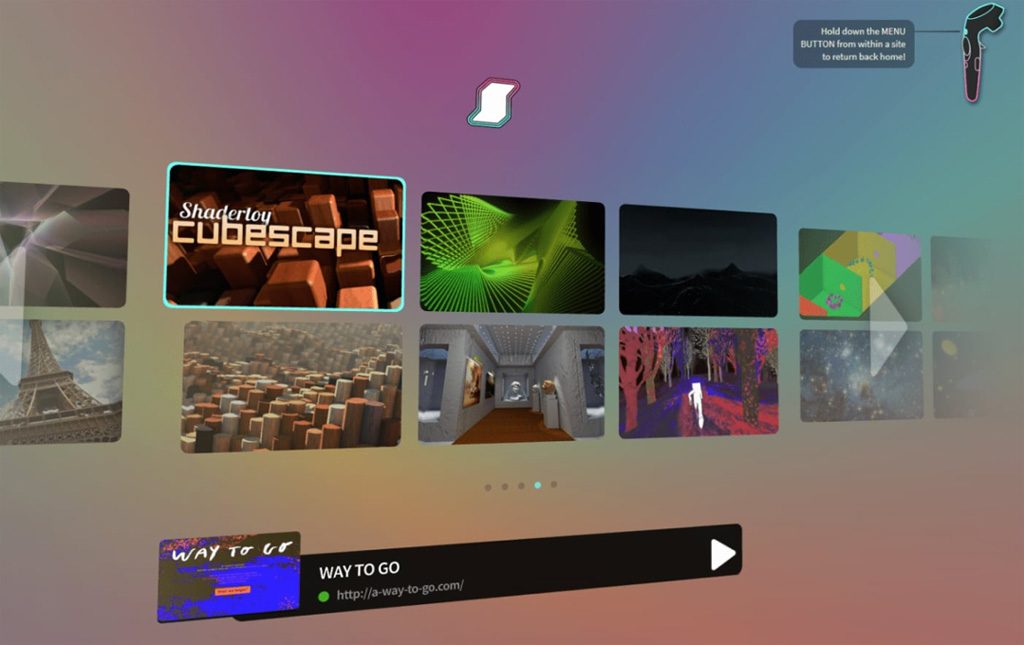 Hold down the MENU
BUTTON from within a site
to return back home!
Shadertoy
cubescape
WAY TO GO
WAY TO GO
http://a-way-to-go.com/